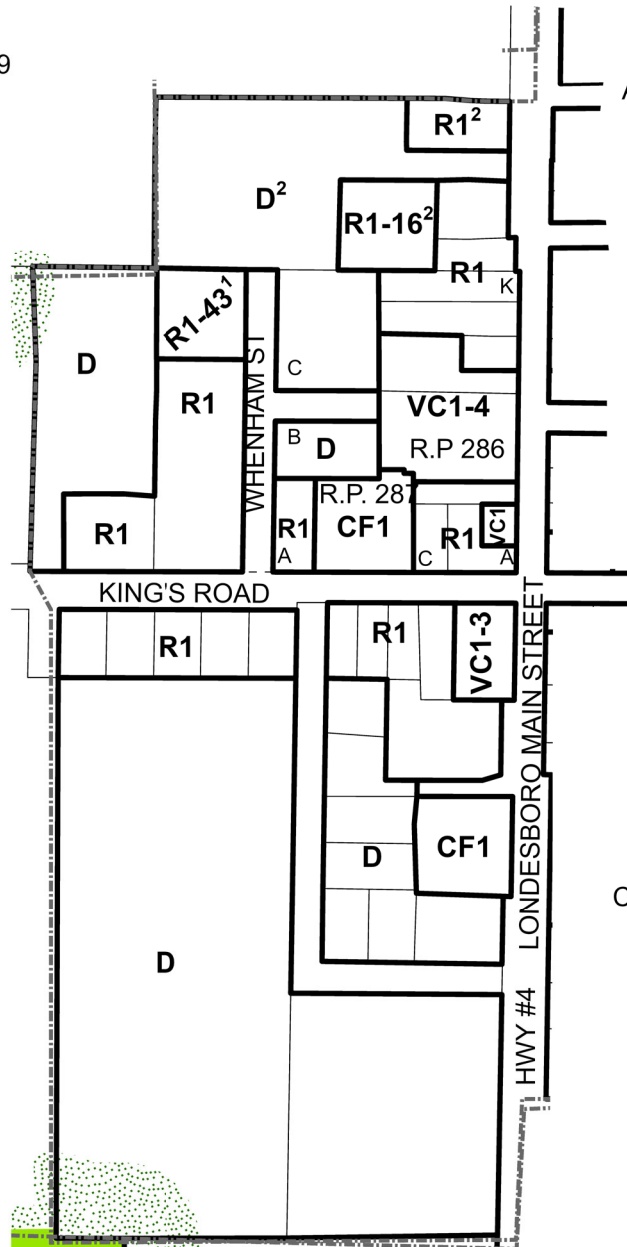 9
R1²
D²
R1-16²
R1
K
R1-43¹
D
C
R1
WHENHAM ST
VC1-4
R.P 286
B
D
R.P. 287
R1
R1
A
CF1
C
R1
VC1
A
KING'S ROAD
R1
R1
VC1-3
LONDESBORO MAIN STREET
D
CF1
D
HWY #4